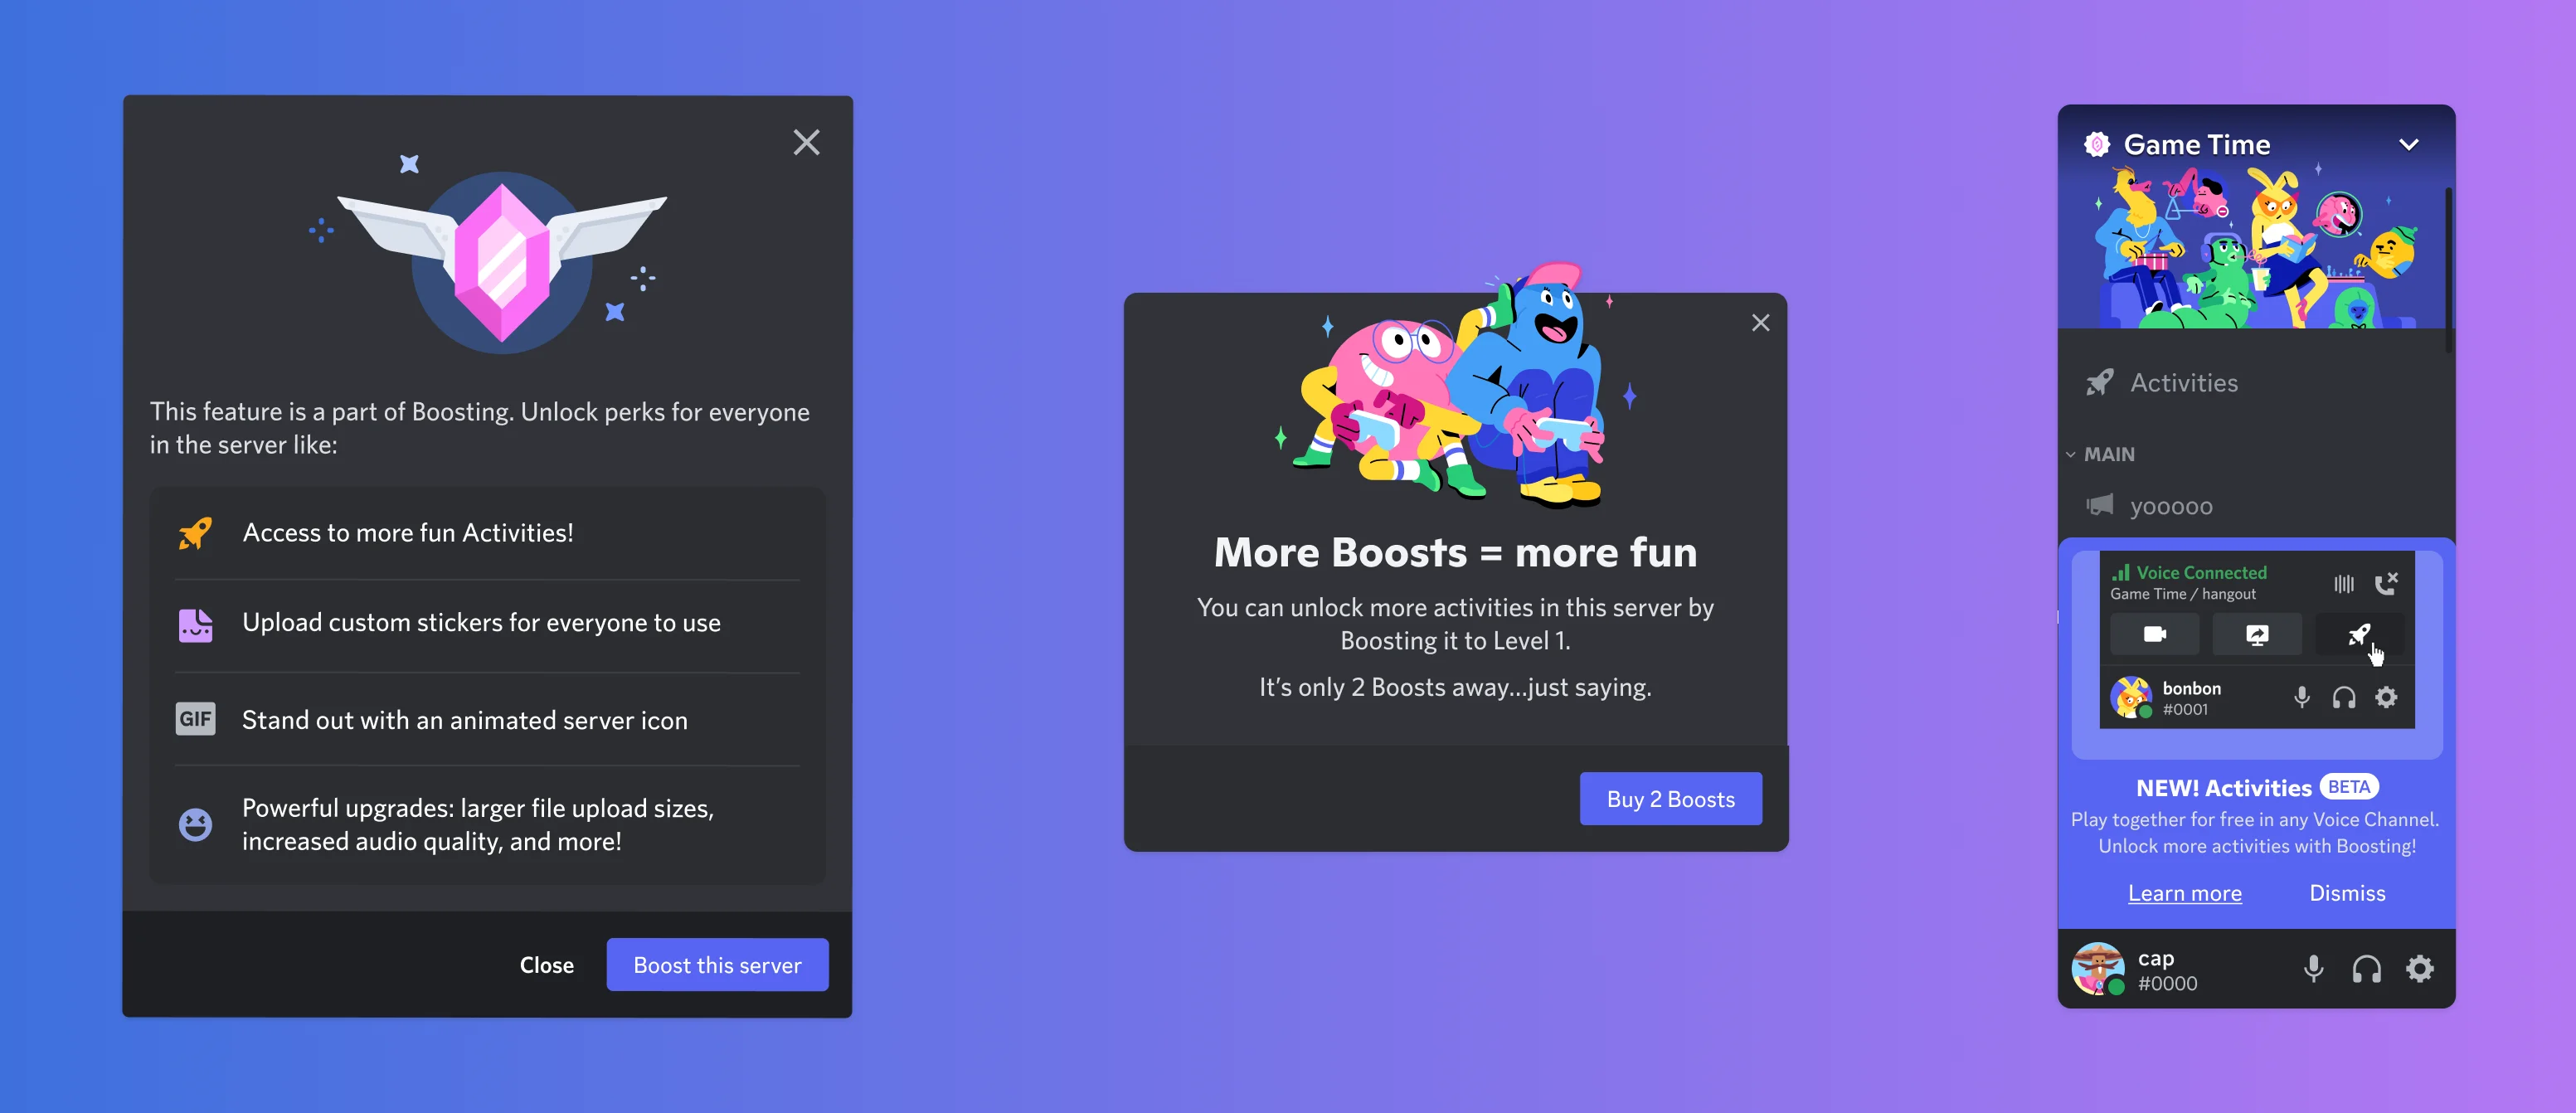 This feature is a part of Boosting. Unlock perks for everyone
in the server like:
Access to more fun Activities!
Upload custom stickers for everyone to use
GIF
Stand out with an animated server icon
Powerful upgrades: larger file upload sizes,
increased audio quality, and more!
Close
Boost this server
More Boosts = more fun
You can unlock more activities in this server by
Boosting it to Level 1.
It's only 2 Boosts away...just saying.
Buy 2 Boosts
Game Time
Activities
MAIN
yooooo
Voice Connected
Game Time / hangout
bonbon
#0001
NEW! Activities BETA
Play together for free in any Voice Channel.
Unlock more activities with Boosting!
Learn more
Dismiss
cap
#0000